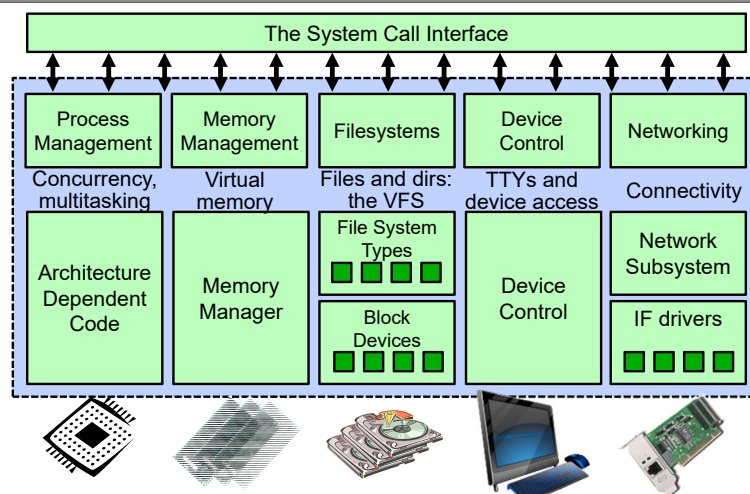 The System Call Interface
Process
Management
Memory
Management
Filesystems
Device
Control
Networking
Concurrency,
multitasking
Virtual
memory
Files and dirs:
the VFS
TTYs and
device access
Connectivity
Architecture
Dependent
Code
Memory
Manager
File System
Types
Block
Devices
Device
Control
Network
Subsystem
IF drivers